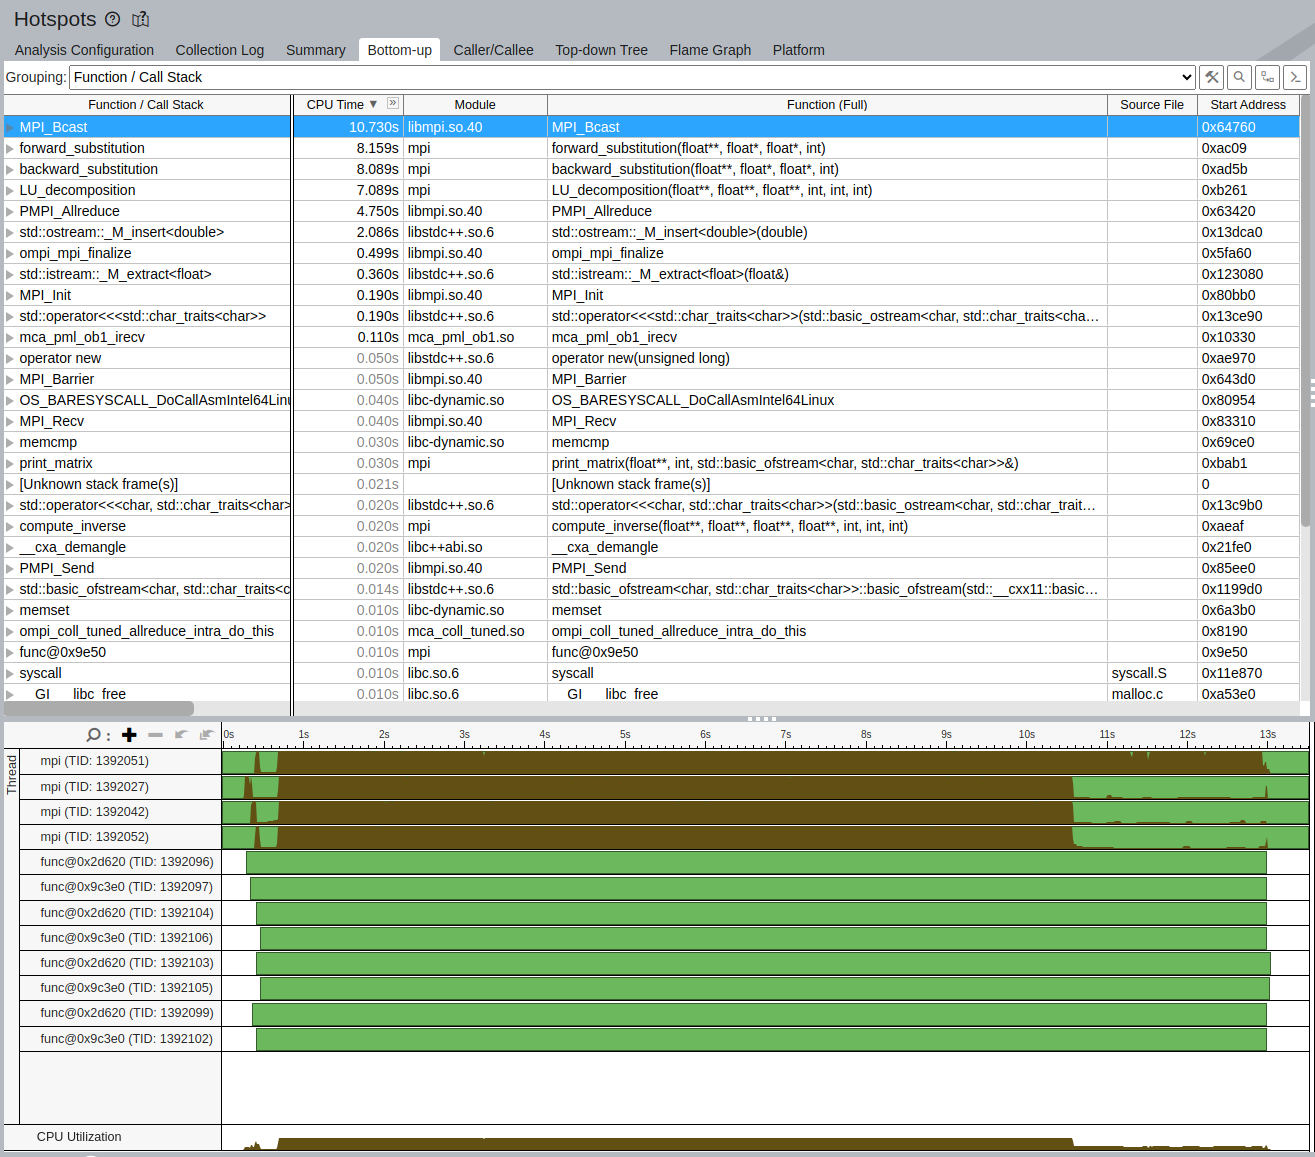 Hotspots
Analysis Configuration Collection Log Summary Bottom-up Caller/Callee Top-down Tree Flame Graph Platform
Grouping: Function / Call Stack
Function / Call Stack CPU Time Module Function (Full) Source File Start Address
MPI_Bcast 10.730s libmpi.so.40 MPI_Bcast 0x64760
forward_substitution 8.159s mpi forward_substitution(float**, float*, float*, int) 0xac09
backward_substitution 8.089s mpi backward_substitution(float**, float*, float*, int) 0xad5b
LU_decomposition 7.089s mpi LU_decomposition(float**, float**, float**, int, int, int) 0xb261
PMPI_Allreduce 4.750s libmpi.so.40 PMPI_Allreduce 0x63420
std::ostream::_M_insert<double> 2.086s libstdc++.so.6 std::ostream::_M_insert<double>(double) 0x13dca0
ompi_mpi_finalize 0.499s libmpi.so.40 ompi_mpi_finalize 0x5fa60
std::istream::_M_extract<float> 0.360s libstdc++.so.6 std::istream::_M_extract<float>(float&) 0x123080
MPI_Init 0.190s libmpi.so.40 MPI_Init 0x80bb0
std::operator<<<std::char_traits<char>> 0.190s libstdc++.so.6 std::operator<<<std::char_traits<char>>(std::basic_ostream<char, std::char_traits<cha… 0x13ce90
mca_pml_ob1_irecv 0.110s mca_pml_ob1.so mca_pml_ob1_irecv 0x10330
operator new 0.050s libstdc++.so.6 operator new(unsigned long) 0xae970
MPI_Barrier 0.050s libmpi.so.40 MPI_Barrier 0x643d0
OS_BARESYSCALL_DoCallAsmIntel64Linu 0.040s libc-dynamic.so OS_BARESYSCALL_DoCallAsmIntel64Linux 0x80954
MPI_Recv 0.040s libmpi.so.40 MPI_Recv 0x83310
memcmp 0.030s libc-dynamic.so memcmp 0x69ce0
print_matrix 0.030s mpi print_matrix(float**, int, std::basic_ofstream<char, std::char_traits<char>>&) 0xbab1
[Unknown stack frame(s)] 0.021s [Unknown stack frame(s)] 0
std::operator<<<char, std::char_traits<char> 0.020s libstdc++.so.6 std::operator<<<char, std::char_traits<char>>(std::basic_ostream<char, std::char_trait… 0x13c9b0
compute_inverse 0.020s mpi compute_inverse(float**, float**, float**, float**, int, int, int) 0xaeaf
__cxa_demangle 0.020s libc++abi.so __cxa_demangle 0x21fe0
PMPI_Send 0.020s libmpi.so.40 PMPI_Send 0x85ee0
std::basic_ofstream<char, std::char_traits<c 0.014s libstdc++.so.6 std::basic_ofstream<char, std::char_traits<char>>::basic_ofstream(std::__cxx11::basic… 0x1199d0
memset 0.010s libc-dynamic.so memset 0x6a3b0
ompi_coll_tuned_allreduce_intra_do_this 0.010s mca_coll_tuned.so ompi_coll_tuned_allreduce_intra_do_this 0x8190
func@0x9e50 0.010s mpi func@0x9e50 0x9e50
syscall 0.010s libc.so.6 syscall syscall.S 0x11e870
__GI___libc_free 0.010s libc.so.6 __GI___libc_free malloc.c 0xa53e0
0s 1s 2s 3s 4s 5s 6s 7s 8s 9s 10s 11s 12s 13s
Thread
mpi (TID: 1392051)
mpi (TID: 1392027)
mpi (TID: 1392042)
mpi (TID: 1392052)
func@0x2d620 (TID: 1392096)
func@0x9c3e0 (TID: 1392097)
func@0x2d620 (TID: 1392104)
func@0x9c3e0 (TID: 1392106)
func@0x2d620 (TID: 1392103)
func@0x9c3e0 (TID: 1392105)
func@0x2d620 (TID: 1392099)
func@0x9c3e0 (TID: 1392102)
CPU Utilization